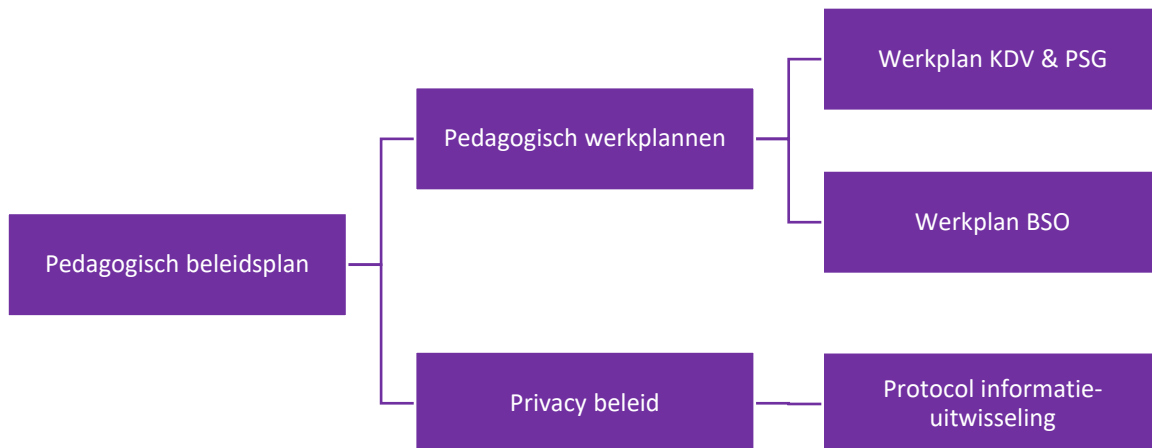 Werkplan KDV & PSG
Pedagogisch werkplannen
Werkplan BSO
Pedagogisch beleidsplan
Privacy beleid
Protocol informatie-
uitwisseling